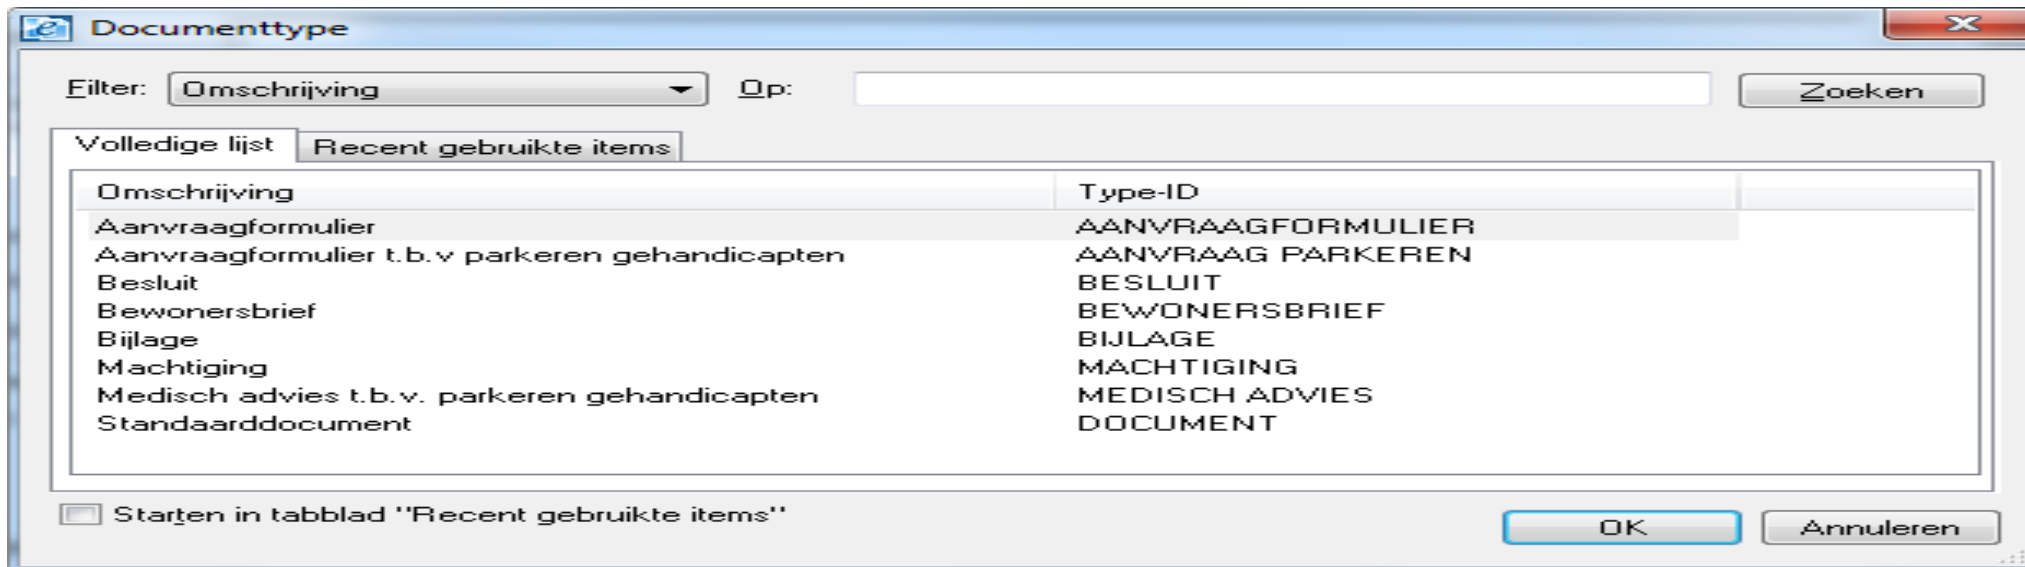 Documenttype
Filter: Omschrijving Op: Zoeken
Volledige lijst Recent gebruikte items
Omschrijving Type-ID
Aanvraagformulier AANVRAAGFORMULIER
Aanvraagformulier t.b.v parkeren gehandicapten AANVRAAG PARKEREN
Besluit BESLUIT
Bewonersbrief BEWONERSBRIEF
Bijlage BIJLAGE
Machtiging MACHTIGING
Medisch advies t.b.v. parkeren gehandicapten MEDISCH ADVIES
Standaarddocument DOCUMENT
Starten in tabblad "Recent gebruikte items"
OK Annuleren